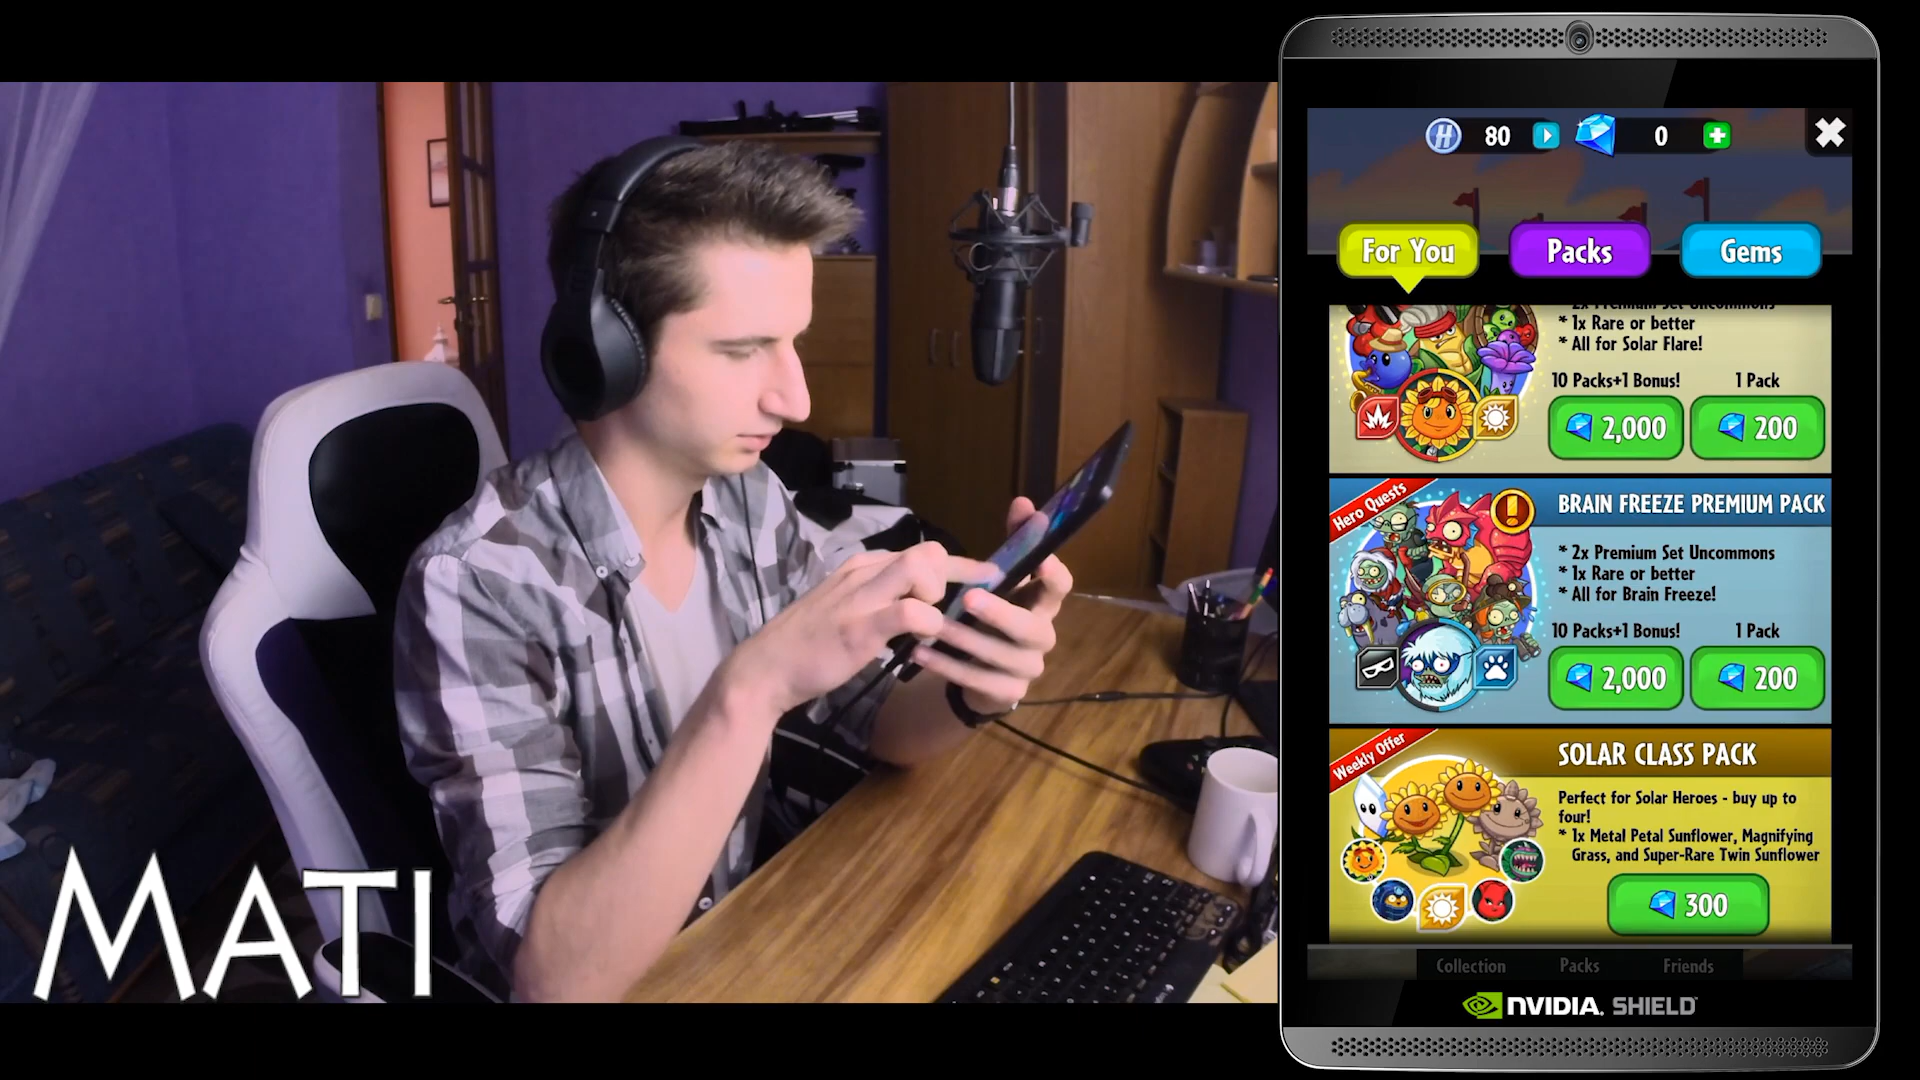 MATI
80
0
For You
Packs
Gems
2x Premium Set Uncommons
* 1x Rare or better
* All for Solar Flare!
10 Packs+1 Bonus!
1 Pack
2,000
200
Hero Quests
BRAIN FREEZE PREMIUM PACK
* 2x Premium Set Uncommons
* 1x Rare or better
* All for Brain Freeze!
10 Packs+1 Bonus!
1 Pack
2,000
200
Weekly Offer
SOLAR CLASS PACK
Perfect for Solar Heroes - buy up to
four!
* 1x Metal Petal Sunflower, Magnifying
Grass, and Super-Rare Twin Sunflower
300
Collection
Packs
Friends
NVIDIA. SHIELD